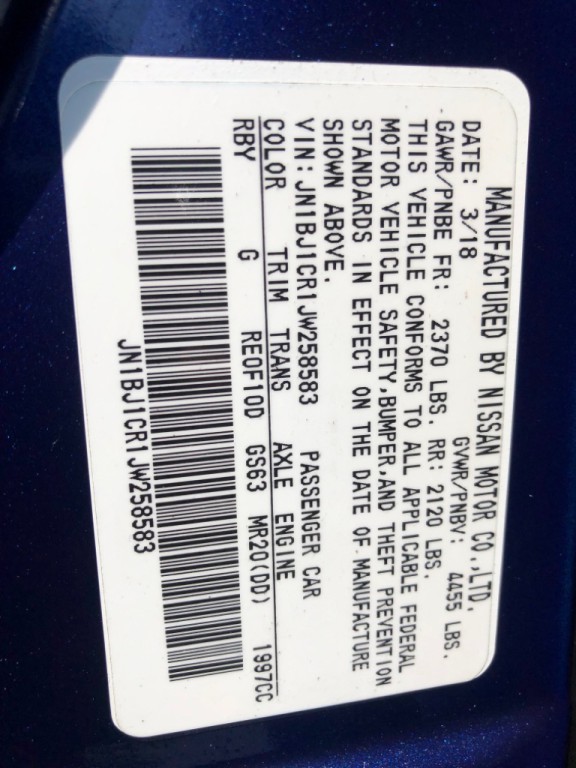 MANUFACTURED BY NISSAN MOTOR CO.,LTD.
DATE: 3/18 GVWR/PNBV: 4455 LBS.
GAWR/PNBE FR: 2370 LBS. RR: 2120 LBS.
THIS VEHICLE CONFORMS TO ALL APPLICABLE FEDERAL
MOTOR VEHICLE SAFETY,BUMPER,AND THEFT PREVENTION
STANDARDS IN EFFECT ON THE DATE OF MANUFACTURE
SHOWN ABOVE.
VIN:JN1BJ1CR1JW258583 PASSENGER CAR
COLOR TRIM TRANS AXLE ENGINE
RBY G RE0F10D GS63 MR20(DD) 1997CC
JN1BJ1CR1JW258583